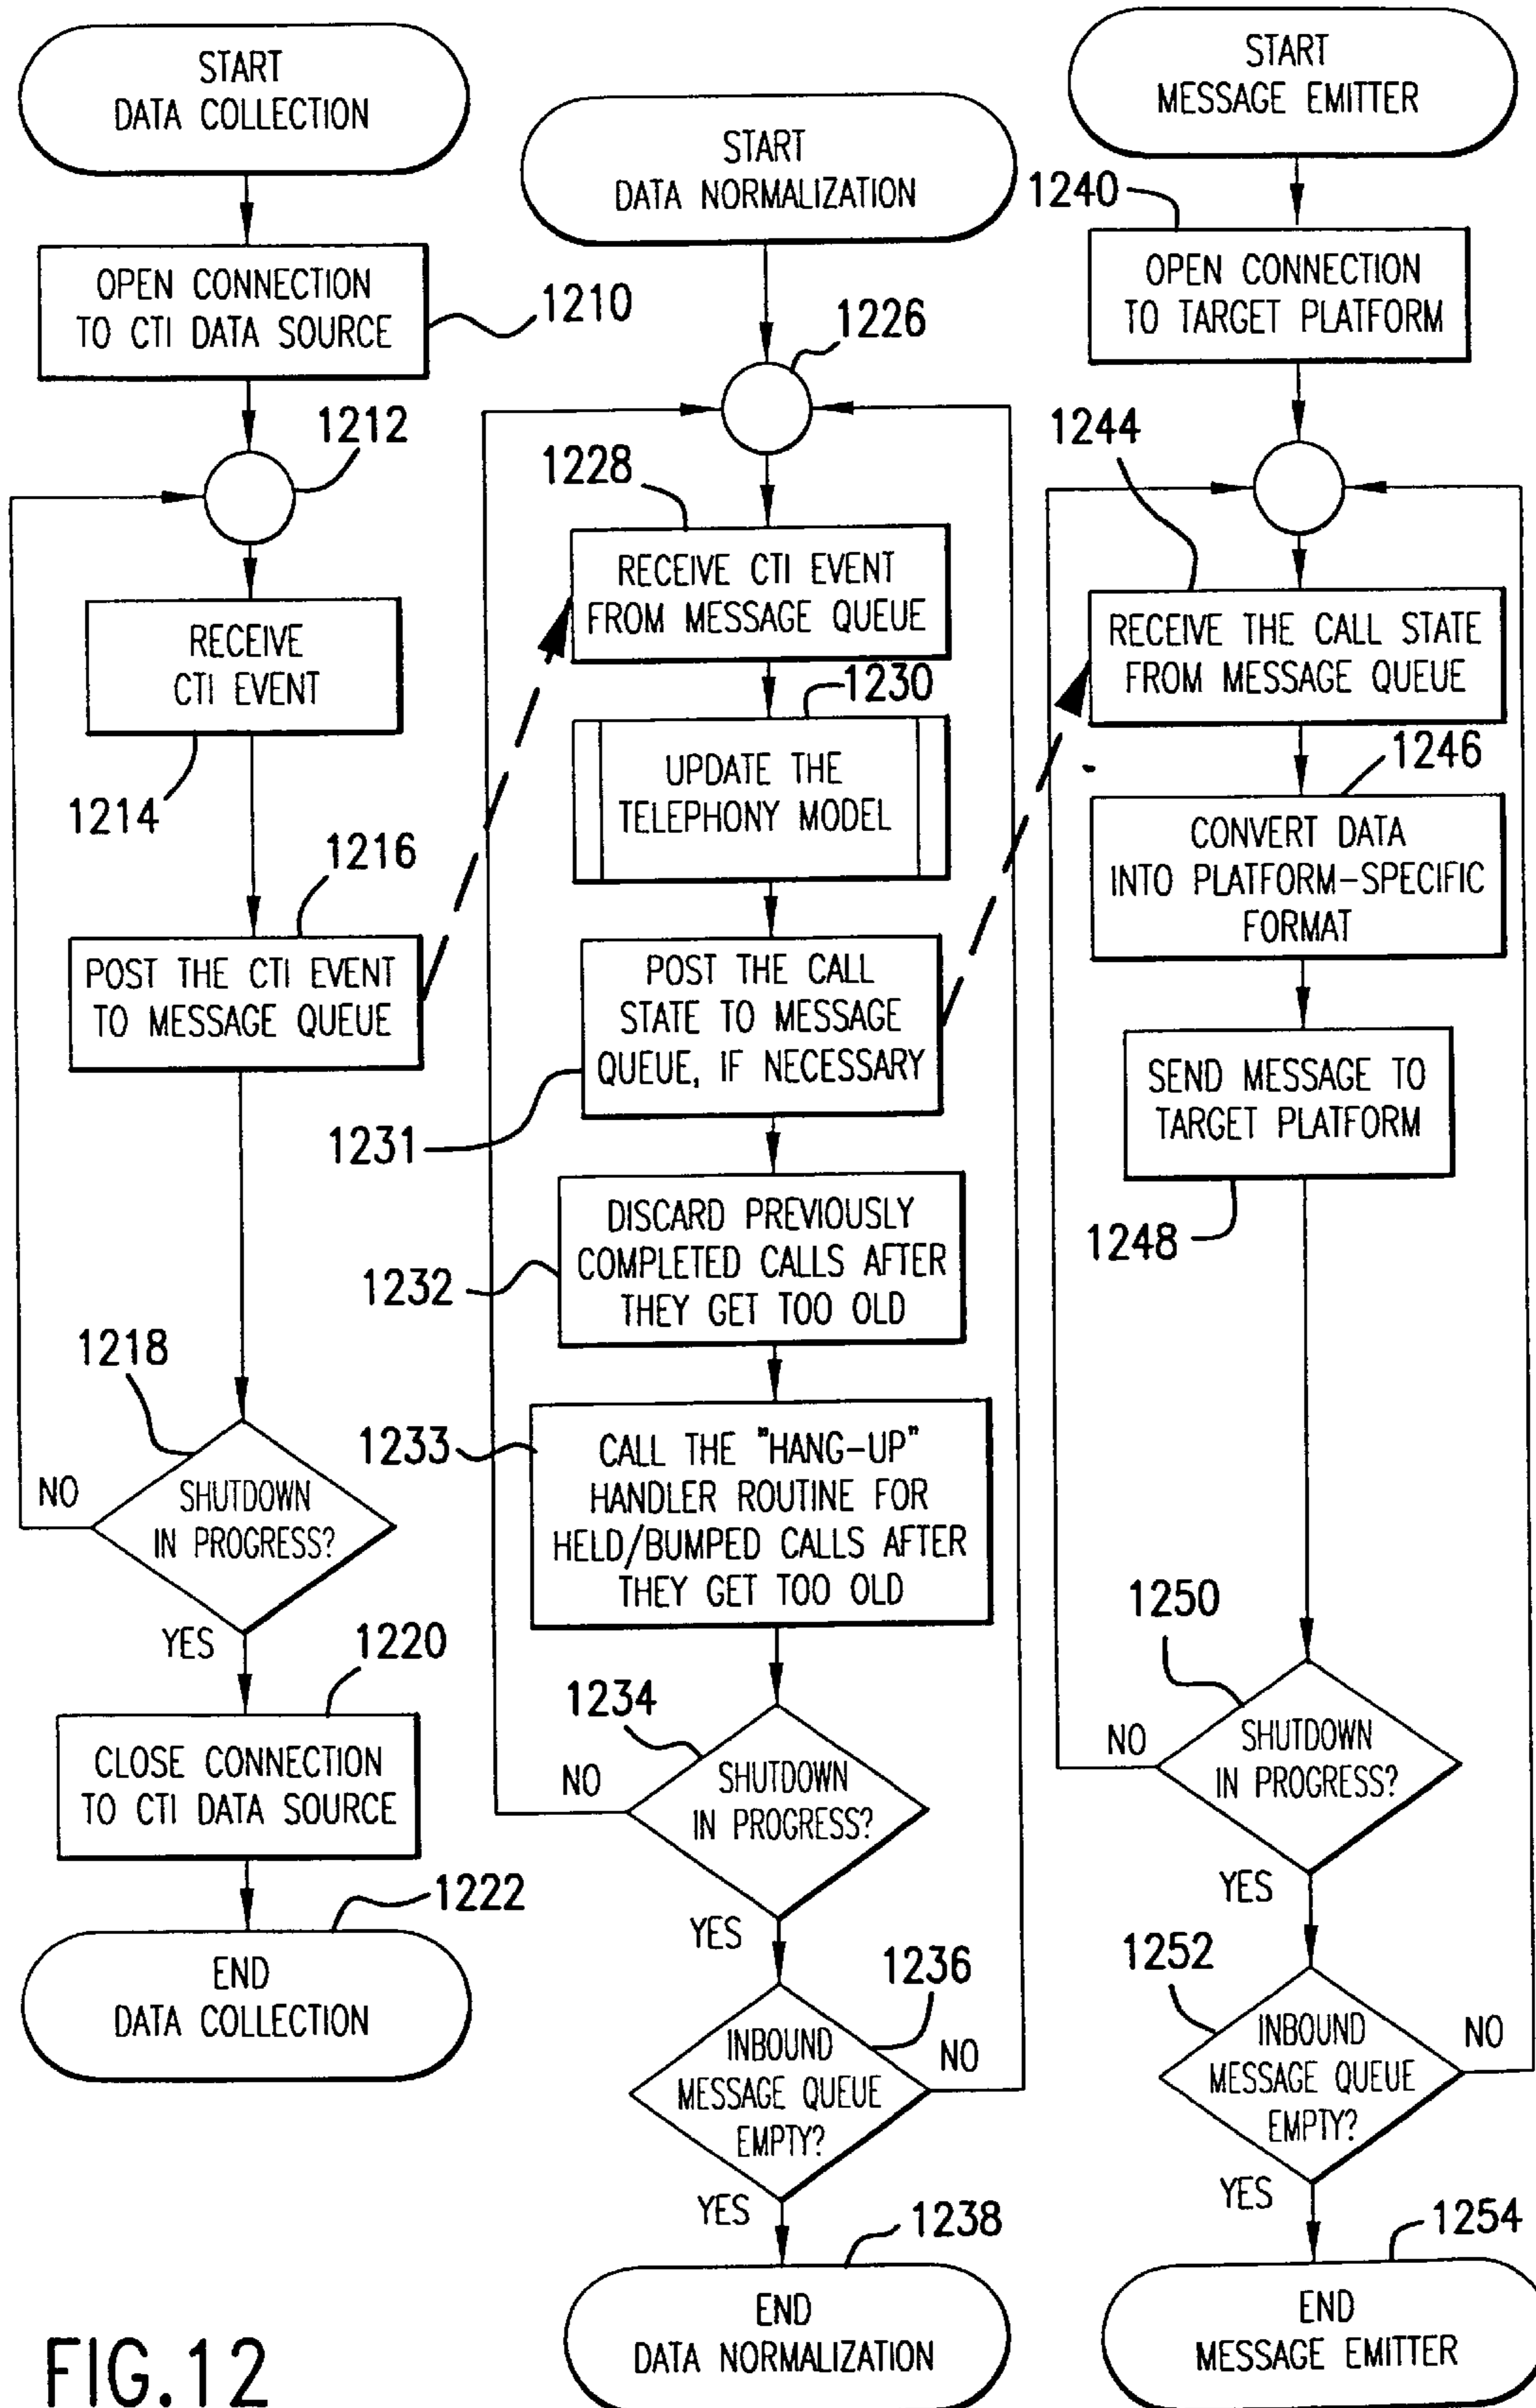 START
DATA COLLECTION
OPEN CONNECTION
TO CTI DATA SOURCE
1210
1212
RECEIVE
CTI EVENT
1214
1216
POST THE CTI EVENT
TO MESSAGE QUEUE
1218
SHUTDOWN
IN PROGRESS?
NO
YES
1220
CLOSE CONNECTION
TO CTI DATA SOURCE
1222
END
DATA COLLECTION
START
DATA NORMALIZATION
1226
1228
RECEIVE CTI EVENT
FROM MESSAGE QUEUE
1230
UPDATE THE
TELEPHONY MODEL
POST THE CALL
STATE TO MESSAGE
QUEUE, IF NECESSARY
1231
DISCARD PREVIOUSLY
COMPLETED CALLS AFTER
THEY GET TOO OLD
1232
1233
CALL THE "HANG-UP"
HANDLER ROUTINE FOR
HELD/BUMPED CALLS AFTER
THEY GET TOO OLD
1234
NO
SHUTDOWN
IN PROGRESS?
YES
1236
INBOUND
MESSAGE QUEUE
EMPTY?
NO
YES
1238
END
DATA NORMALIZATION
START
MESSAGE EMITTER
1240
OPEN CONNECTION
TO TARGET PLATFORM
1244
RECEIVE THE CALL STATE
FROM MESSAGE QUEUE
1246
CONVERT DATA
INTO PLATFORM-SPECIFIC
FORMAT
SEND MESSAGE TO
TARGET PLATFORM
1248
1250
NO
SHUTDOWN
IN PROGRESS?
YES
1252
INBOUND
MESSAGE QUEUE
EMPTY?
NO
YES
1254
END
MESSAGE EMITTER
FIG.12